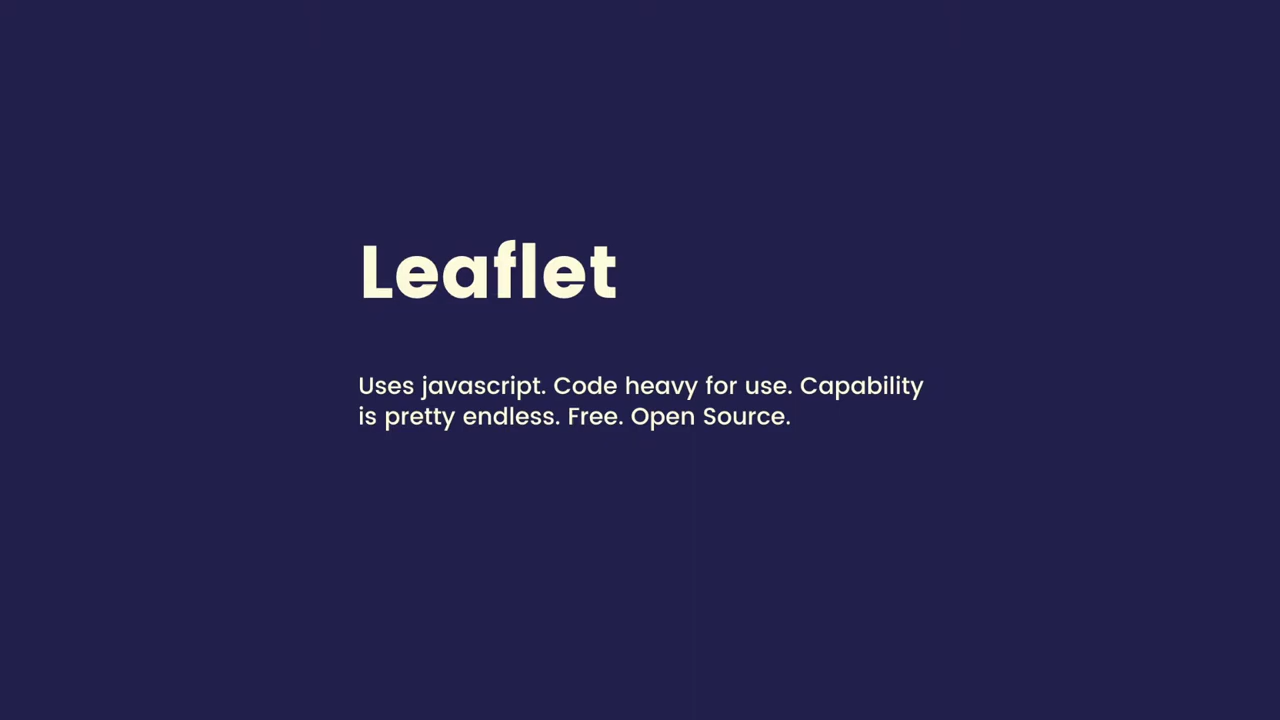 Leaflet
Uses javascript. Code heavy for use. Capability
is pretty endless. Free. Open Source.